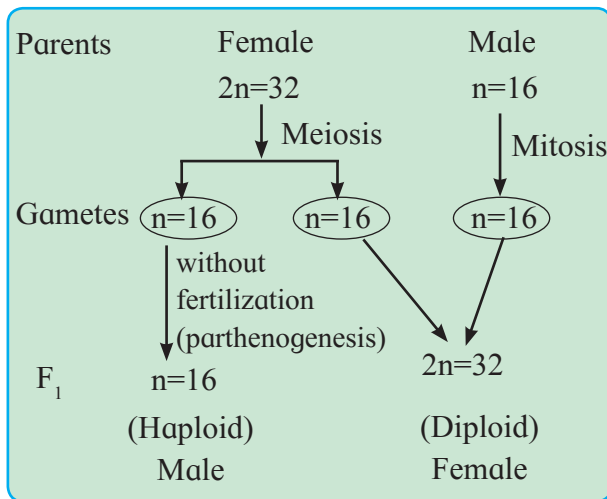 Parents Female Male
2n=32 n=16
Meiosis
Mitosis
Gametes n=16 n=16 n=16
without
fertilization
(parthenogenesis)
F1 n=16 2n=32
(Haploid) (Diploid)
Male Female